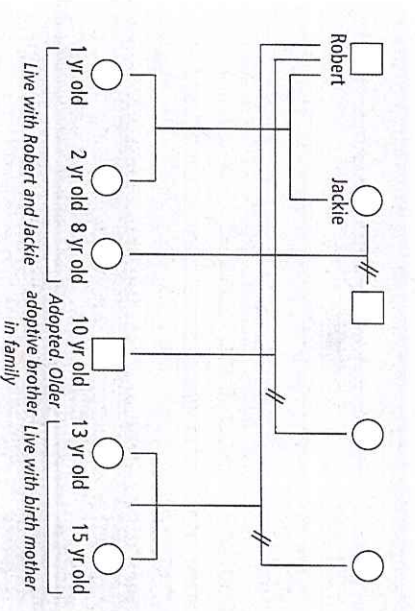 Robert
Jackie
1 yr old
2 yr old
8 yr old
10 yr old
13 yr old
15 yr old
Live with Robert and Jackie
Adopted. Older
adoptive brother
in family
Live with birth mother